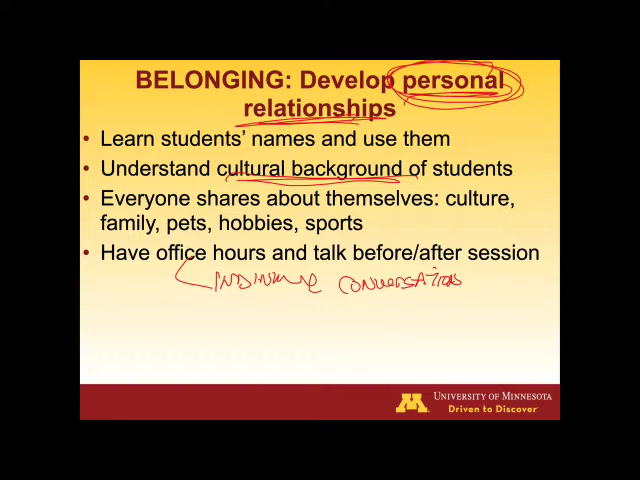 BELONGING: Develop personal
relationships
• Learn students' names and use them
• Understand cultural background of students
• Everyone shares about themselves: culture,
family, pets, hobbies, sports
• Have office hours and talk before/after session
CONVERSATIONS
M UNIVERSITY OF MINNESOTA
Driven to Discover